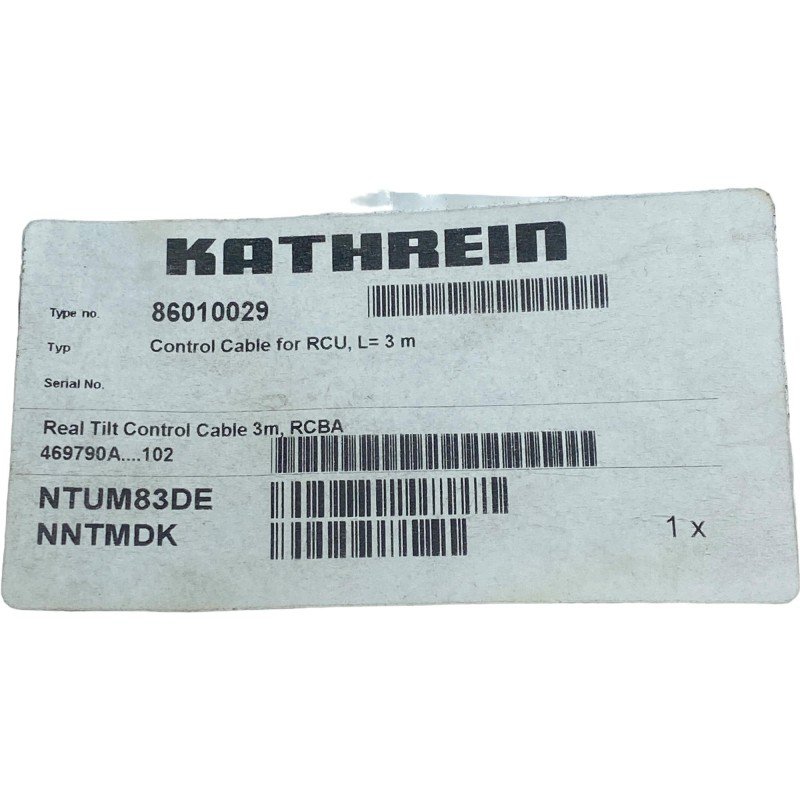 KATHREIN
Type no. 86010029
Typ Control Cable for RCU, L= 3 m
Serial No.
Real Tilt Control Cable 3m, RCBA
469790A....102
NTUM83DE
NNTMDK 1 x